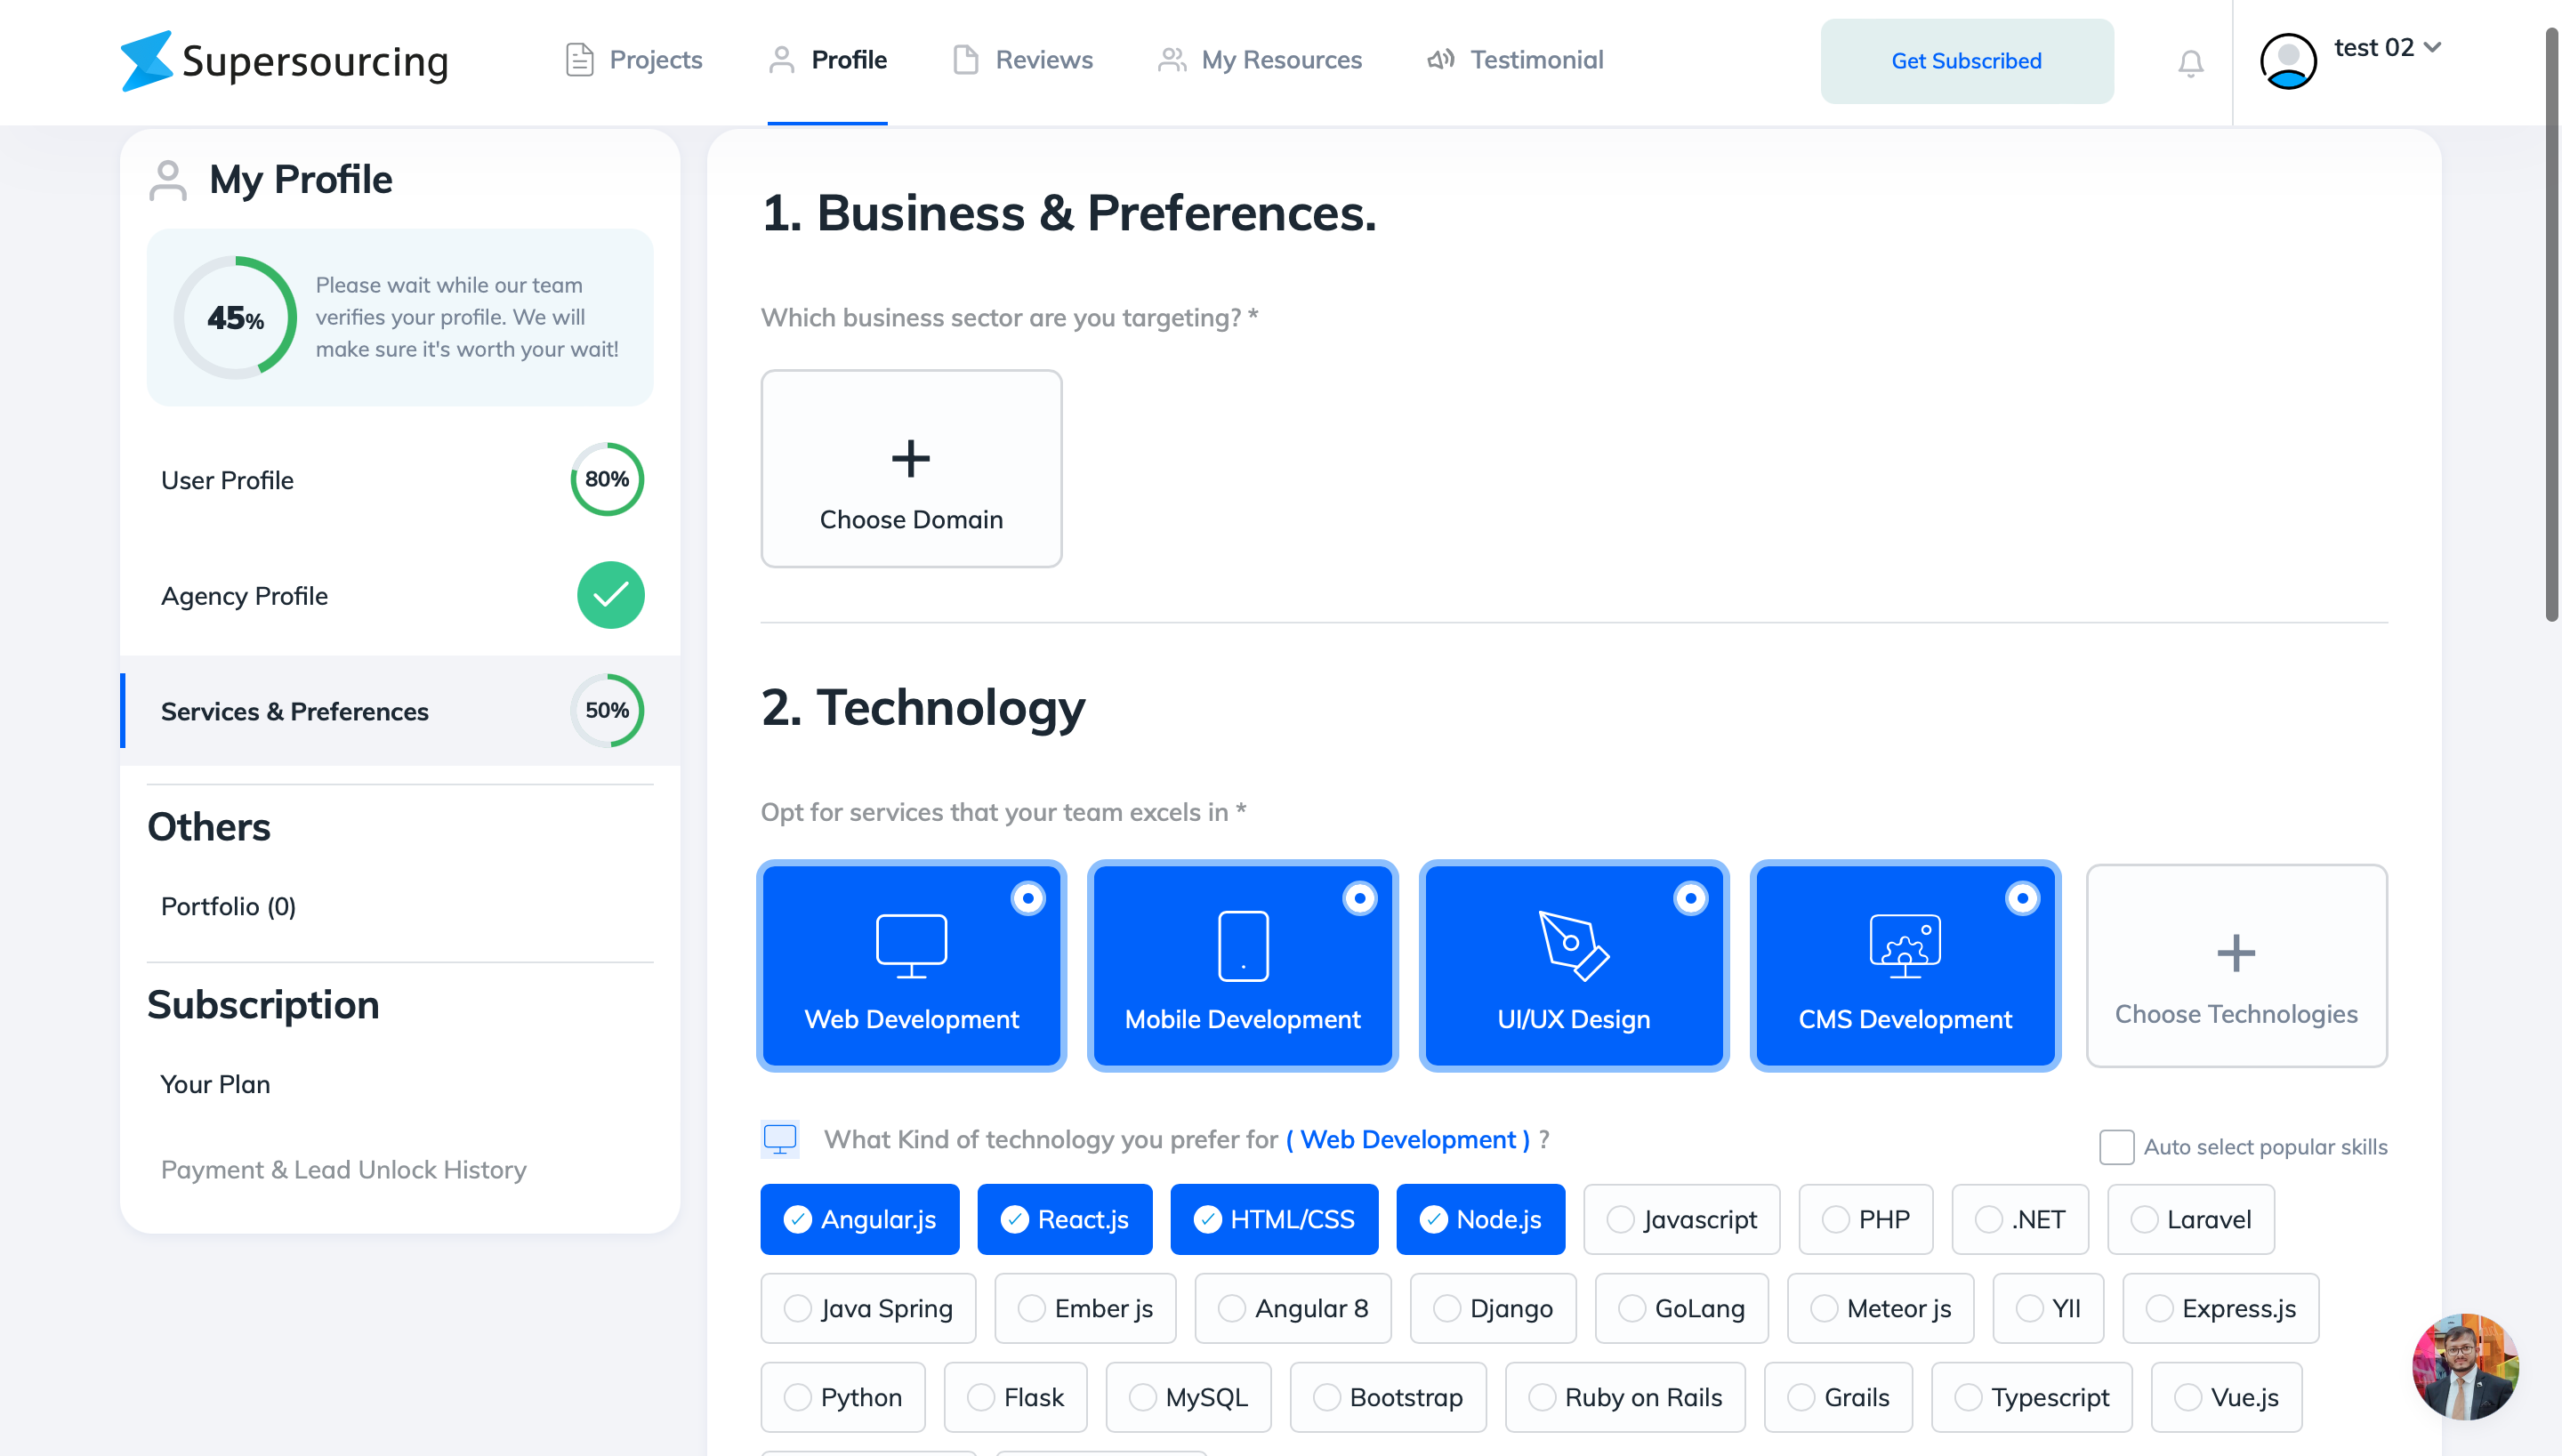 Supersourcing
Projects
Profile
Reviews
My Resources
Testimonial
Get Subscribed
test 02
My Profile
45%
Please wait while our team
verifies your profile. We will
make sure it's worth your wait!
User Profile
80%
Agency Profile
Services & Preferences
50%
Others
Portfolio (0)
Subscription
Your Plan
Payment & Lead Unlock History
1. Business & Preferences.
Which business sector are you targeting? *
Choose Domain
2. Technology
Opt for services that your team excels in *
Web Development
Mobile Development
UI/UX Design
CMS Development
Choose Technologies
What Kind of technology you prefer for ( Web Development ) ?
Auto select popular skills
Angular.js
React.js
HTML/CSS
Node.js
Javascript
PHP
.NET
Laravel
Java Spring
Ember js
Angular 8
Django
GoLang
Meteor js
YII
Express.js
Python
Flask
MySQL
Bootstrap
Ruby on Rails
Grails
Typescript
Vue.js